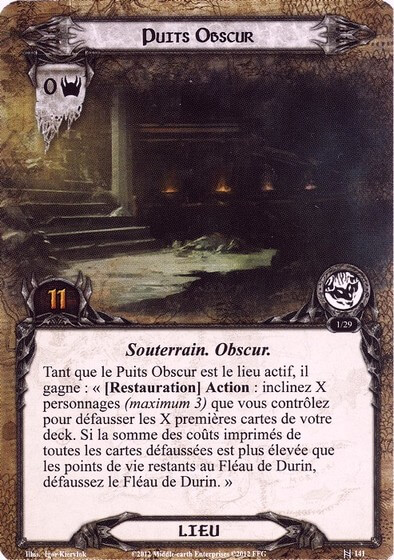 Puits Obscur
0
11
1/29
Souterrain. Obscur.
Tant que le Puits Obscur est le lieu actif, il
gagne : « [Restauration] Action : inclinez X
personnages (maximum 3) que vous contrôlez
pour défausser les X premières cartes de votre
deck. Si la somme des coûts imprimés de
toutes les cartes défaussées est plus élevée que
les points de vie restants au Fléau de Durin,
défaussez le Fléau de Durin. »
LIEU
Illus. Igor Kieryluk ©2012 Middle-earth Enterprises ©2012 FFG 141